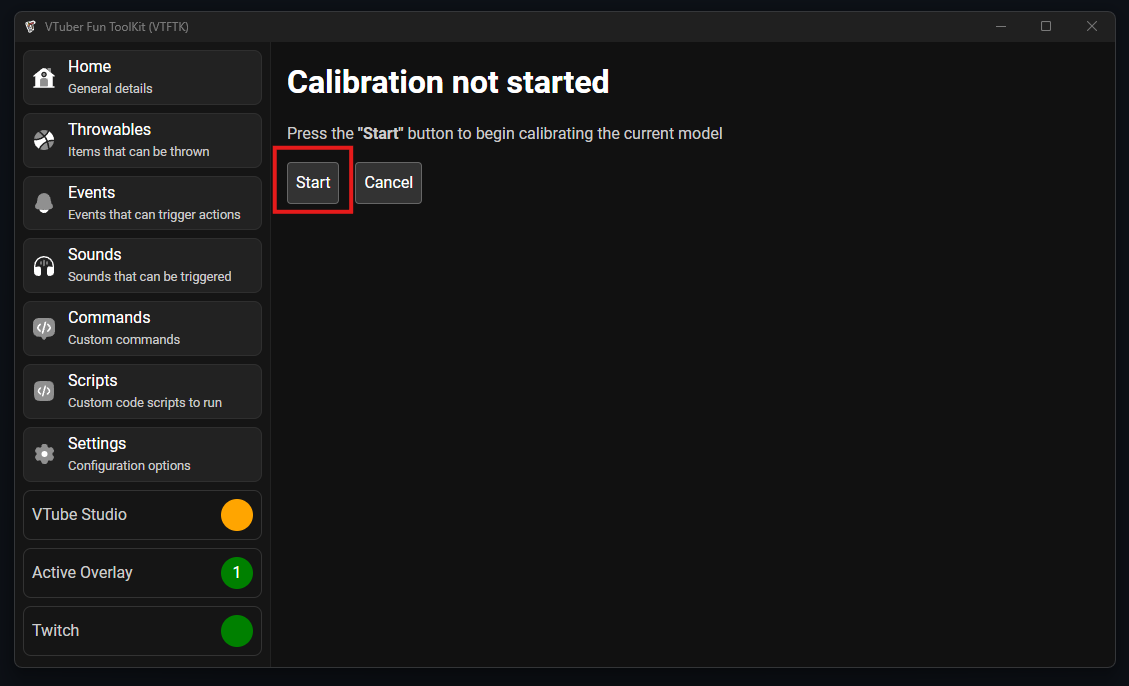 VTuber Fun ToolKit (VTFTK)
Home
General details
Throwables
Items that can be thrown
Events
Events that can trigger actions
Sounds
Sounds that can be triggered
Commands
Custom commands
Scripts
Custom code scripts to run
Settings
Configuration options
VTube Studio
Active Overlay 1
Twitch
Calibration not started
Press the "Start" button to begin calibrating the current model
Start Cancel